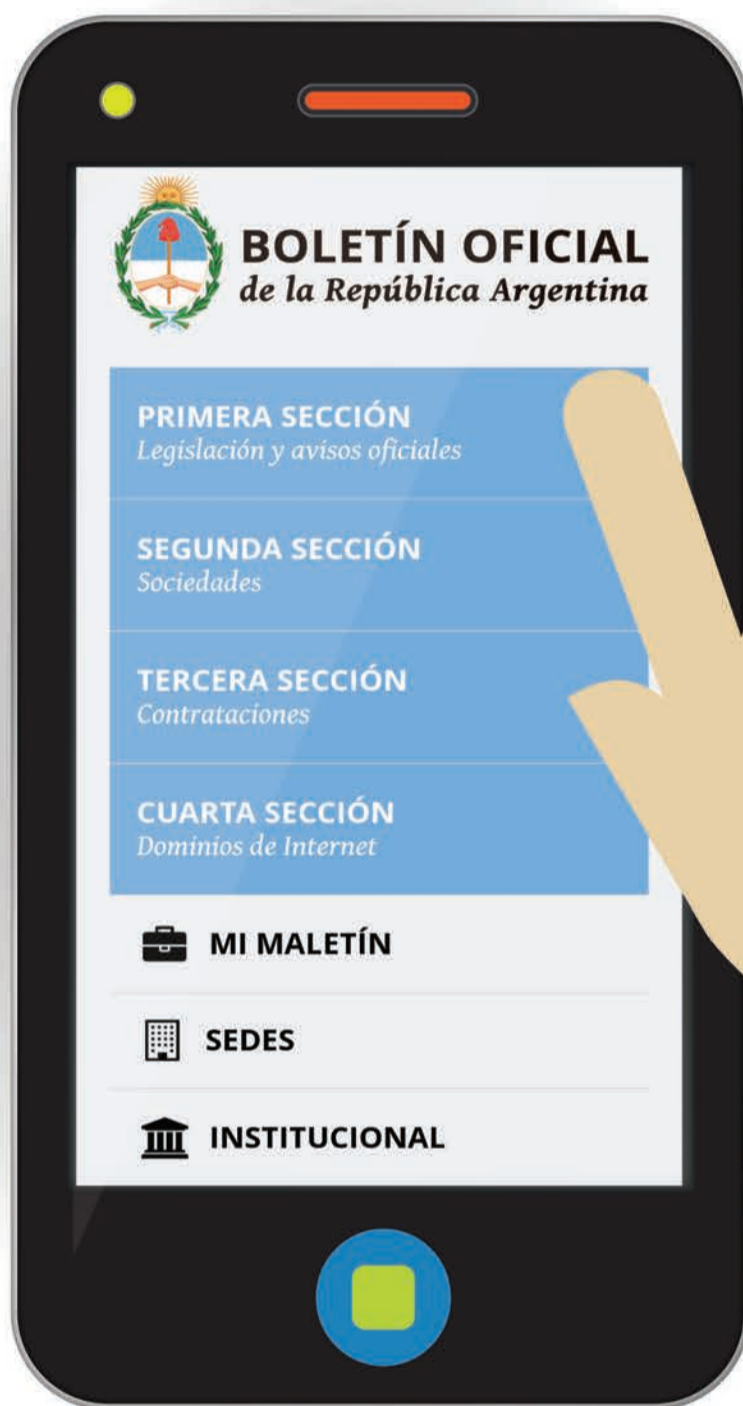 BOLETÍN OFICIAL
de la República Argentina
PRIMERA SECCIÓN
Legislación y avisos oficiales
SEGUNDA SECCIÓN
Sociedades
TERCERA SECCIÓN
Contrataciones
CUARTA SECCIÓN
Dominios de Internet
MI MALETÍN
SEDES
INSTITUCIONAL